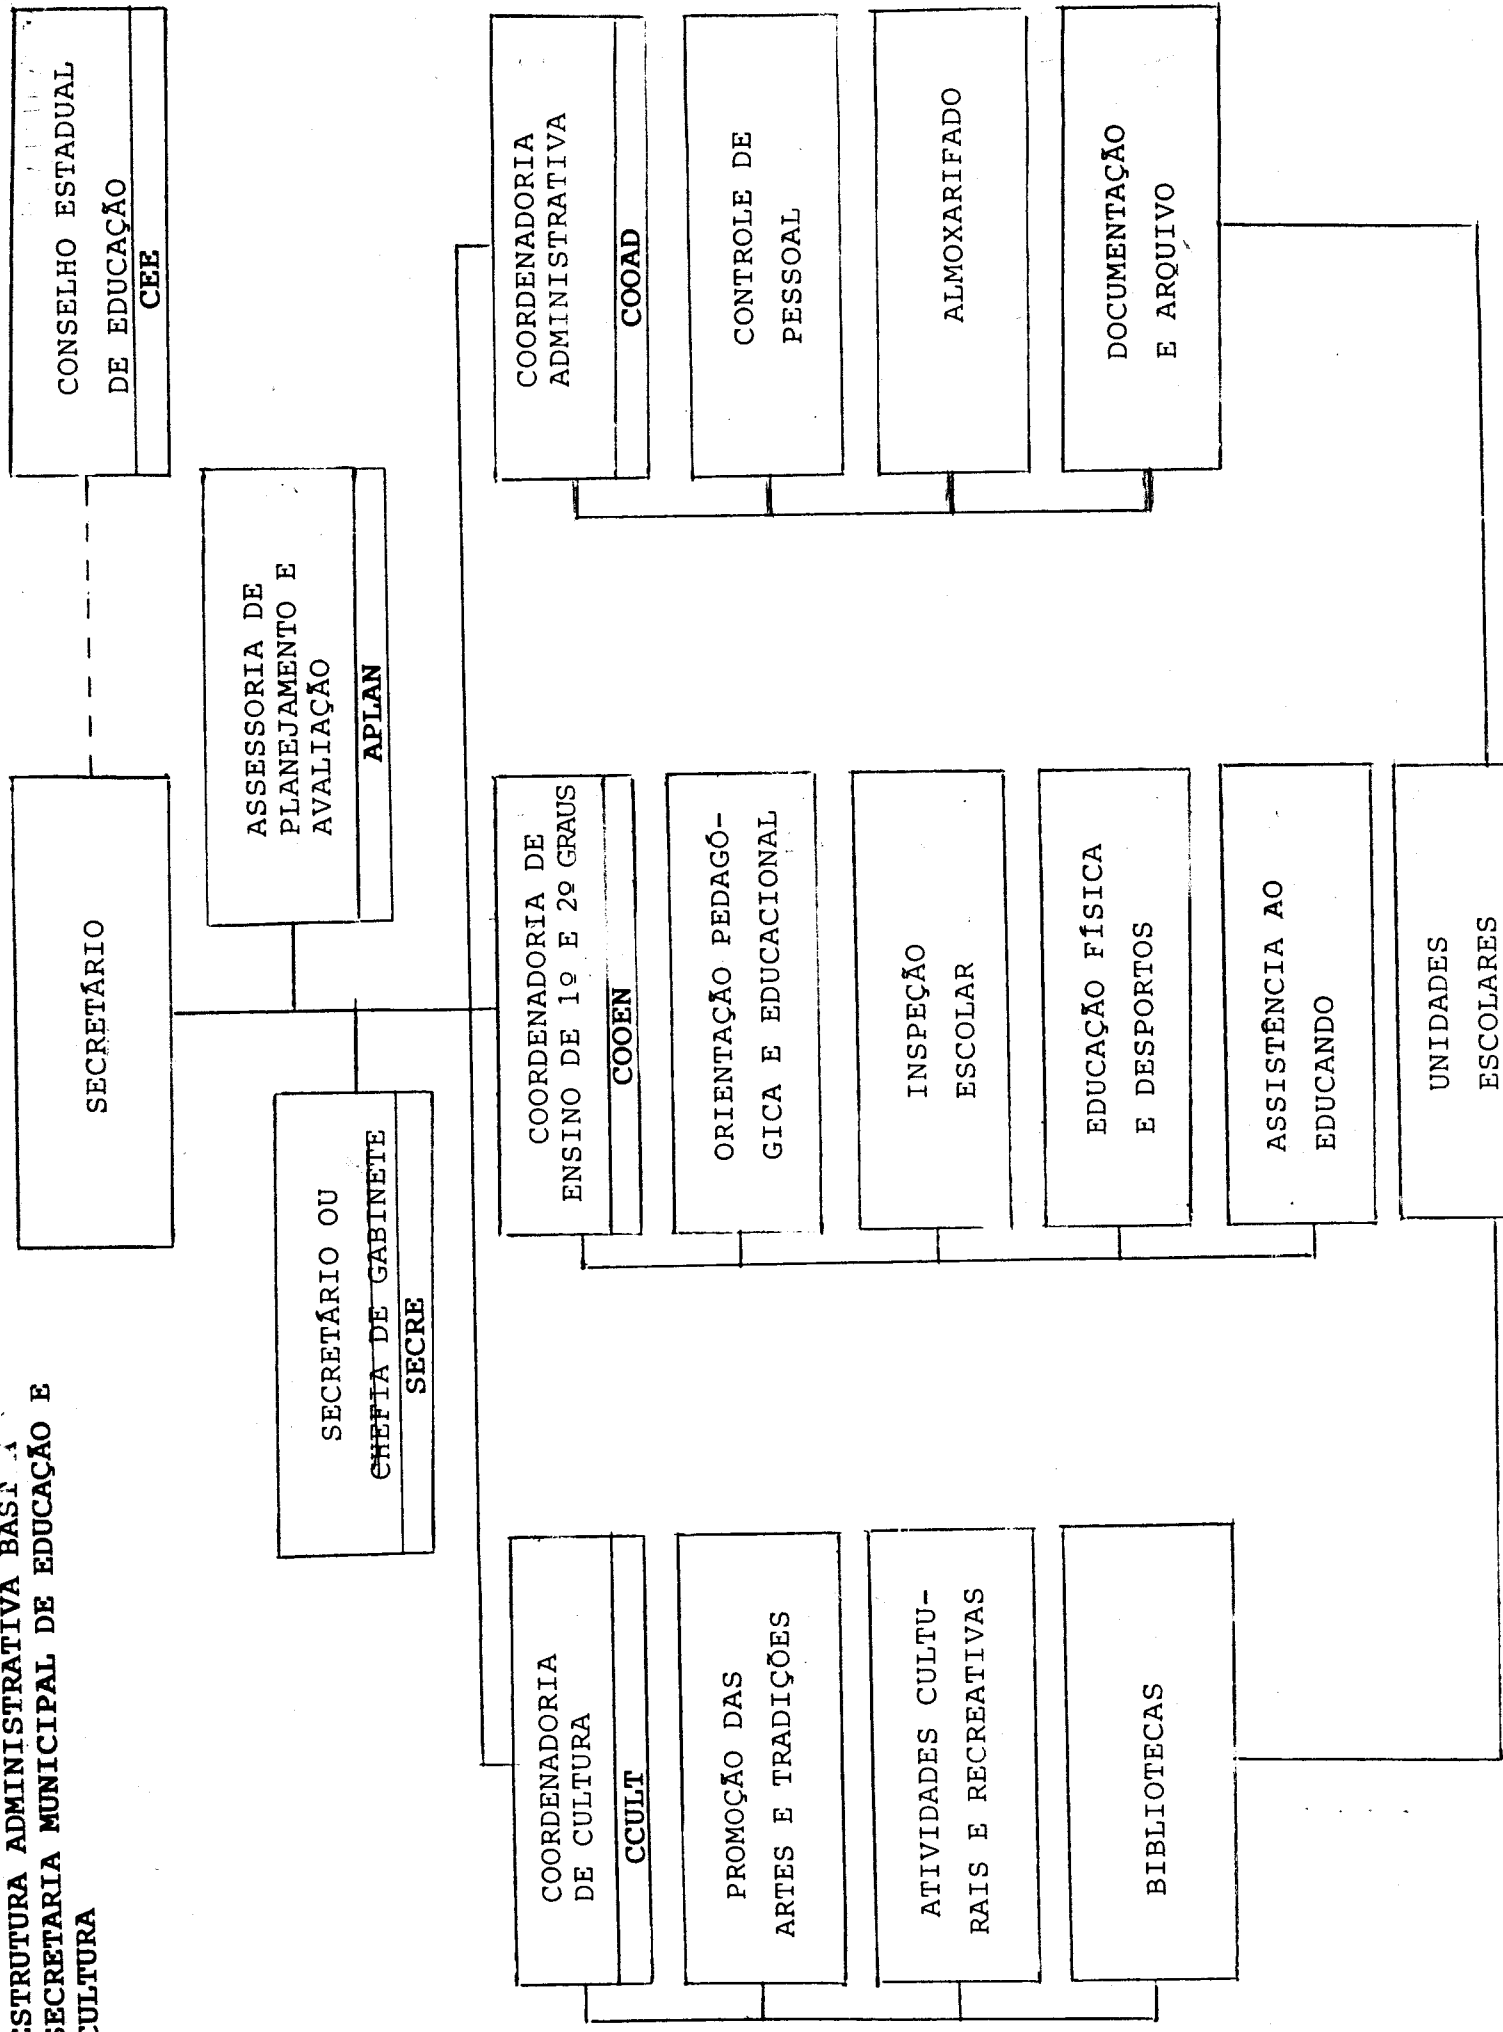 ESTRUTURA ADMINISTRATIVA
SECRETARIA MUNICIPAL DE EDUCAÇÃO E
CULTURA
SECRETÁRIO
CONSELHO ESTADUAL
DE EDUCAÇÃO
CEE
ASSESSORIA DE
PLANEJAMENTO E
AVALIAÇÃO
APLAN
SECRETÁRIO OU
CHEFIA DE GABINETE
SECRE
COORDENADORIA
DE CULTURA
CCULT
PROMOÇÃO DAS
ARTES E TRADIÇÕES
ATIVIDADES CULTU-
RAIS E RECREATIVAS
BIBLIOTECAS
COORDENADORIA DE
ENSINO DE 1º E 2º GRAUS
COOEN
ORIENTAÇÃO PEDAGÓ-
GICA E EDUCACIONAL
INSPEÇÃO
ESCOLAR
EDUCAÇÃO FÍSICA
E DESPORTOS
ASSISTÊNCIA AO
EDUCANDO
COORDENADORIA
ADMINISTRATIVA
COOAD
CONTROLE DE
PESSOAL
ALMOXARIFADO
DOCUMENTAÇÃO
E ARQUIVO
UNIDADES
ESCOLARES